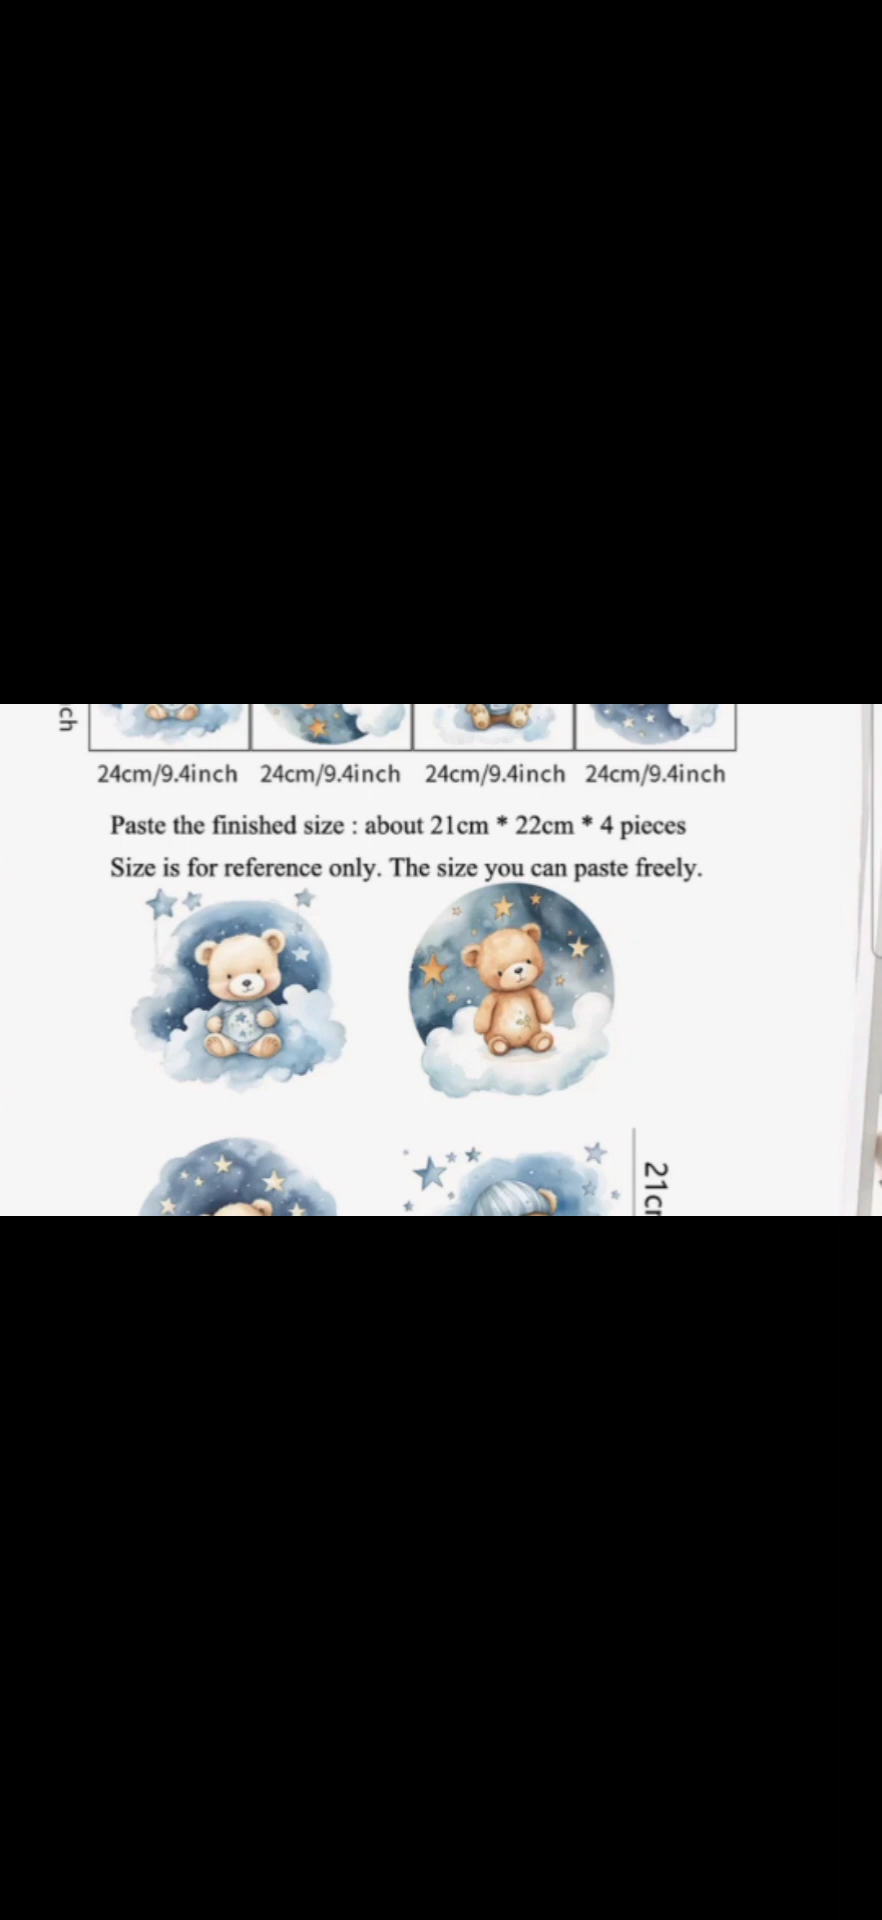 ch
24cm/9.4inch 24cm/9.4inch 24cm/9.4inch 24cm/9.4inch
Paste the finished size : about 21cm * 22cm * 4 pieces
Size is for reference only. The size you can paste freely.